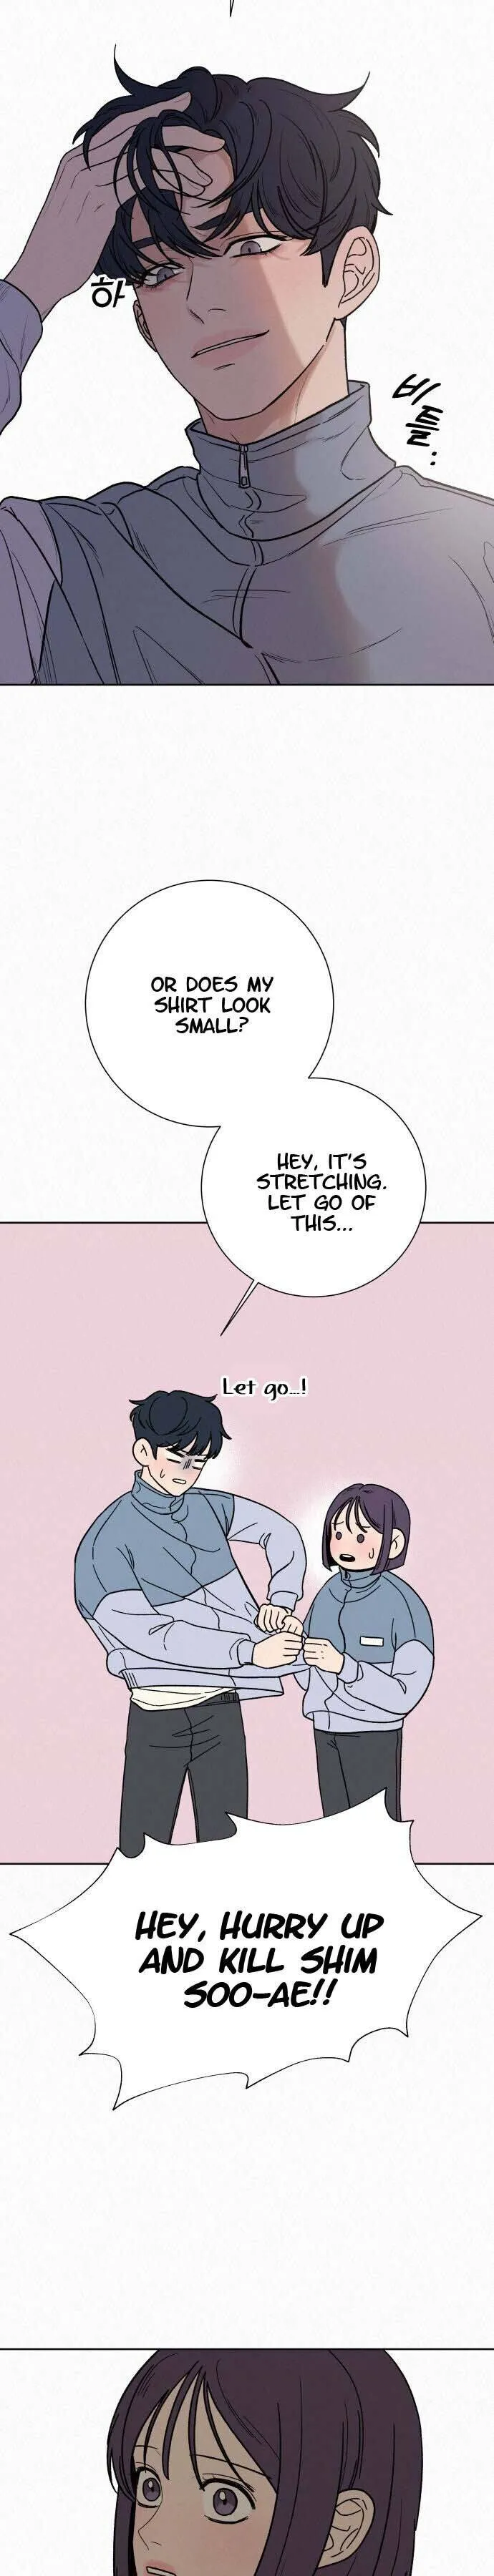 하
비
틀..
OR DOES MY
SHIRT LOOK
SMALL?
HEY, IT'S
STRETCHING.
LET GO OF
THIS...
Let go...!
HEY, HURRY UP
AND KILL SHIM
SOO-AE!!